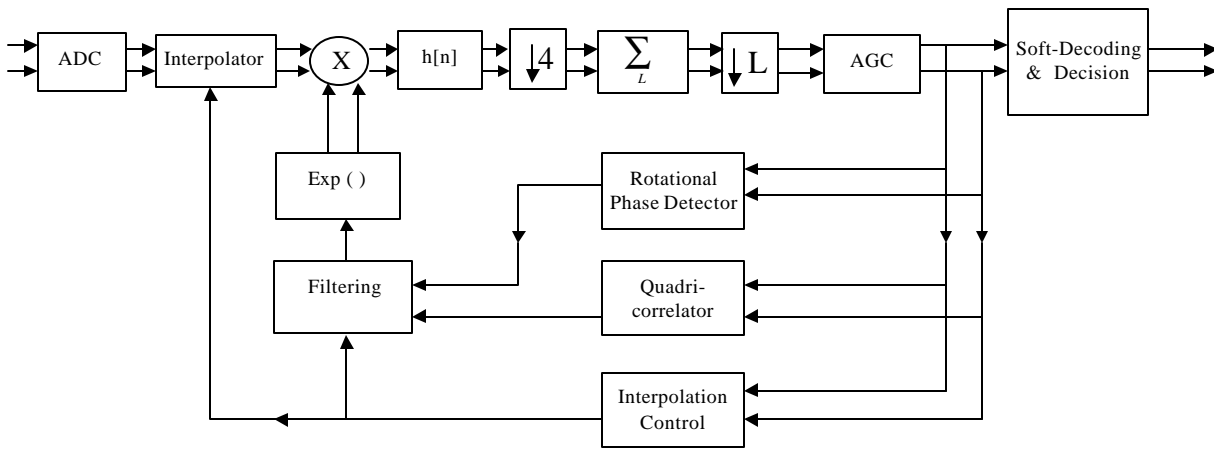 ADC
Interpolator
X
h[n]
↓4
∑
L
↓L
AGC
Soft-Decoding
& Decision
Exp ( )
Rotational
Phase Detector
Filtering
Quadri-
correlator
Interpolation
Control